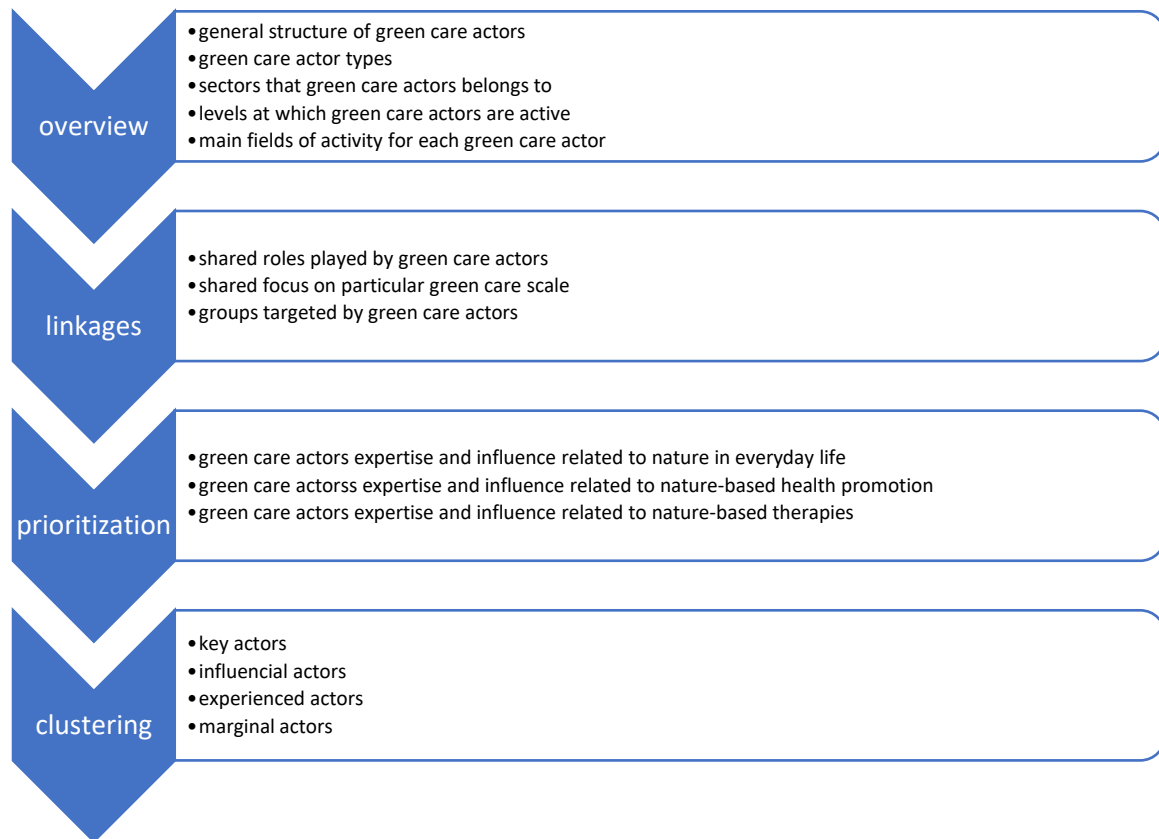 overview
•general structure of green care actors
•green care actor types
•sectors that green care actors belongs to
•levels at which green care actors are active
•main fields of activity for each green care actor
linkages
•shared roles played by green care actors
•shared focus on particular green care scale
•groups targeted by green care actors
prioritization
•green care actors expertise and influence related to nature in everyday life
•green care actorss expertise and influence related to nature-based health promotion
•green care actors expertise and influence related to nature-based therapies
clustering
•key actors
•influencial actors
•experienced actors
•marginal actors